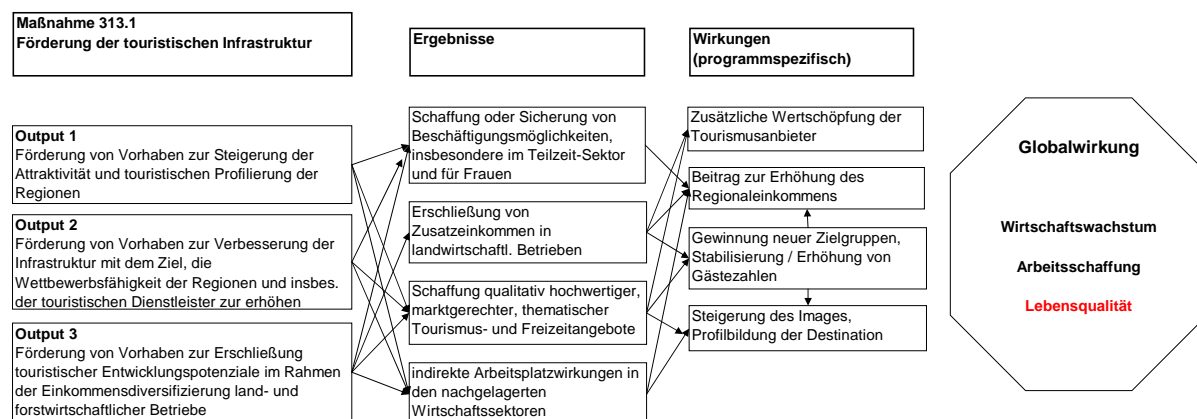 Maßnahme 313.1
Förderung der touristischen Infrastruktur
Ergebnisse
Wirkungen
(programmspezifisch)
Output 1
Förderung von Vorhaben zur Steigerung der
Attraktivität und touristischen Profilierung der
Regionen
Output 2
Förderung von Vorhaben zur Verbesserung der
Infrastruktur mit dem Ziel, die
Wettbewerbsfähigkeit der Regionen und insbes.
der touristischen Dienstleister zur erhöhen
Output 3
Förderung von Vorhaben zur Erschließung
touristischer Entwicklungspotenziale im Rahmen
der Einkommensdiversifizierung land- und
forstwirtschaftlicher Betriebe
Schaffung oder Sicherung von
Beschäftigungsmöglichkeiten,
insbesondere im Teilzeit-Sektor
und für Frauen
Erschließung von
Zusatzeinkommen in
landwirtschaftl. Betrieben
Schaffung qualitativ hochwertiger,
marktgerechter, thematischer
Tourismus- und Freizeitangebote
indirekte Arbeitsplatzwirkungen in
den nachgelagerten
Wirtschaftssektoren
Zusätzliche Wertschöpfung der
Tourismusanbieter
Beitrag zur Erhöhung des
Regionaleinkommens
Gewinnung neuer Zielgruppen,
Stabilisierung / Erhöhung von
Gästezahlen
Steigerung des Images,
Profilbildung der Destination
Globalwirkung
Wirtschaftswachstum
Arbeitsschaffung
Lebensqualität